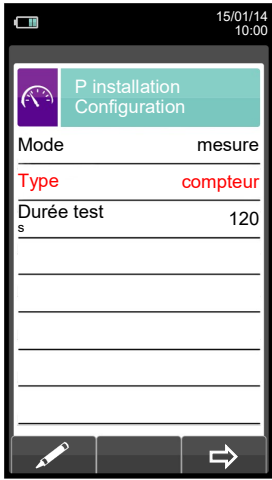 15/01/14
10:00
P installation
Configuration
Mode mesure
Type compteur
Durée test 120
s